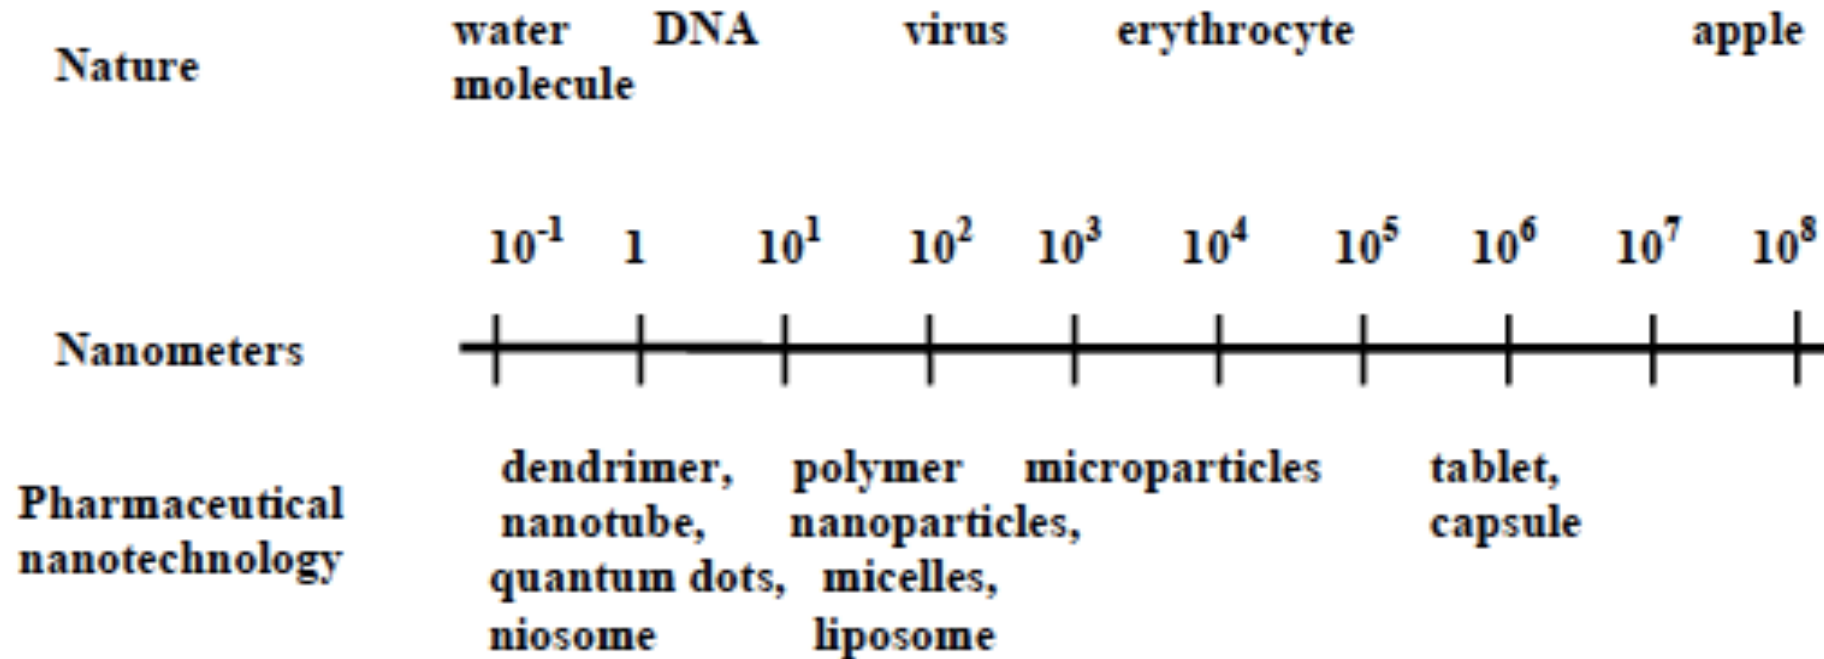 Nature water molecule DNA virus erythrocyte apple
Nanometers 10⁻¹ 1 10¹ 10² 10³ 10⁴ 10⁵ 10⁶ 10⁷ 10⁸
Pharmaceutical nanotechnology
dendrimer,
nanotube,
quantum dots,
niosome
polymer
nanoparticles,
micelles,
liposome
microparticles
tablet,
capsule